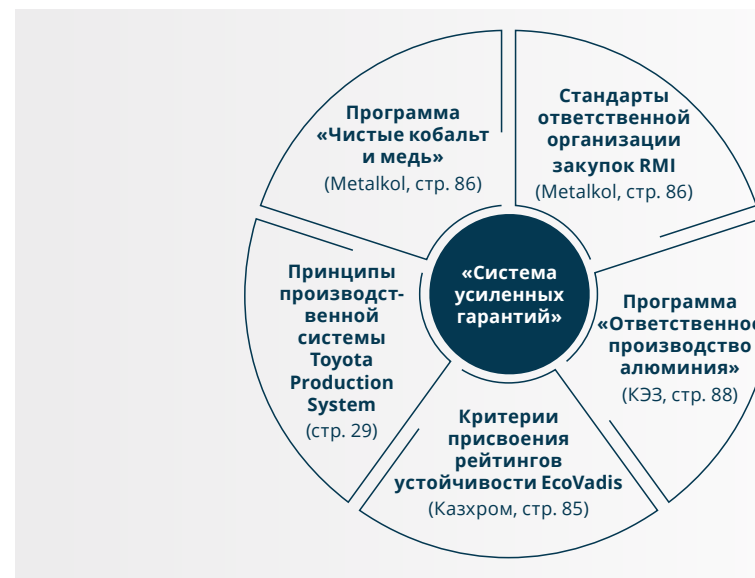 Программа
«Чистые кобальт
и медь»
(Metalkol, стр. 86)
Стандарты
ответственной
организации
закупок RMI
(Metalkol, стр. 86)
Принципы
производст-
венной
системы
Toyota
Production
System
(стр. 29)
«Система
усиленных
гарантий»
Программа
«Ответственное
производство
алюминия»
(КЭЗ, стр. 88)
Критерии
присвоения
рейтингов
устойчивости EcoVadis
(Казхром, стр. 85)